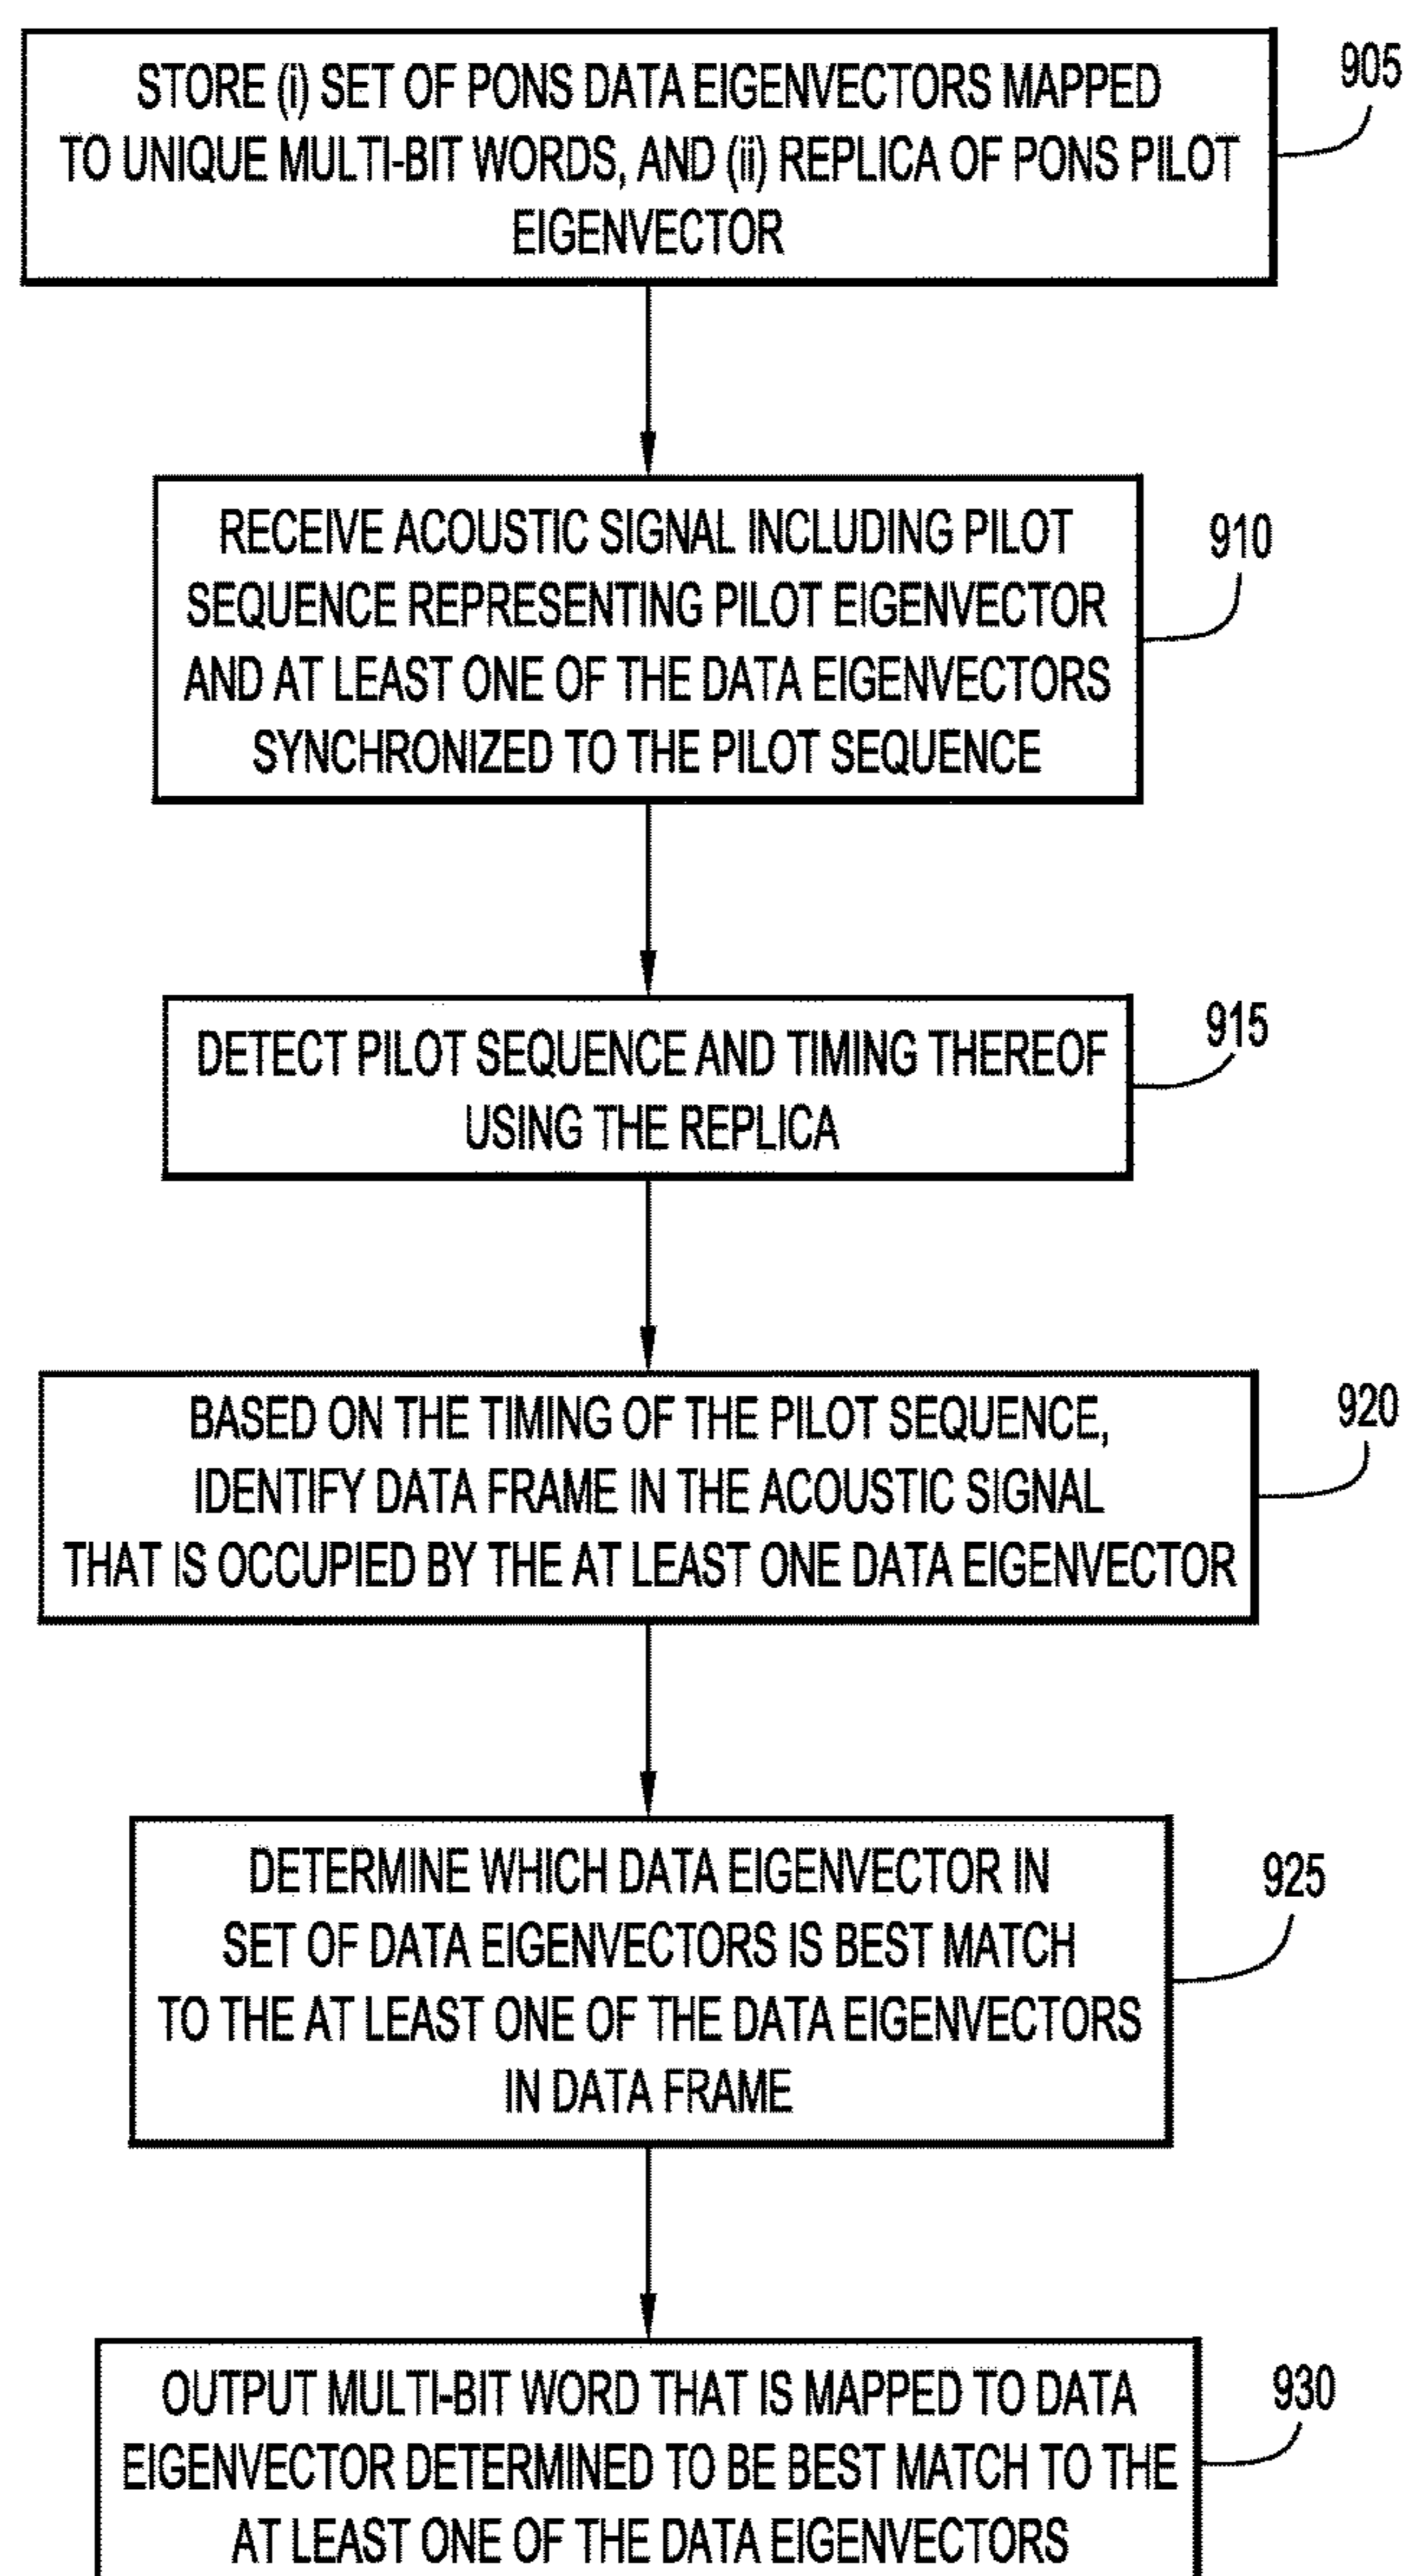 STORE (i) SET OF PONS DATA EIGENVECTORS MAPPED
TO UNIQUE MULTI-BIT WORDS, AND (ii) REPLICA OF PONS PILOT
EIGENVECTOR
905
RECEIVE ACOUSTIC SIGNAL INCLUDING PILOT
SEQUENCE REPRESENTING PILOT EIGENVECTOR
AND AT LEAST ONE OF THE DATA EIGENVECTORS
SYNCHRONIZED TO THE PILOT SEQUENCE
910
DETECT PILOT SEQUENCE AND TIMING THEREOF
USING THE REPLICA
915
BASED ON THE TIMING OF THE PILOT SEQUENCE,
IDENTIFY DATA FRAME IN THE ACOUSTIC SIGNAL
THAT IS OCCUPIED BY THE AT LEAST ONE DATA EIGENVECTOR
920
DETERMINE WHICH DATA EIGENVECTOR IN
SET OF DATA EIGENVECTORS IS BEST MATCH
TO THE AT LEAST ONE OF THE DATA EIGENVECTORS
IN DATA FRAME
925
OUTPUT MULTI-BIT WORD THAT IS MAPPED TO DATA
EIGENVECTOR DETERMINED TO BE BEST MATCH TO THE
AT LEAST ONE OF THE DATA EIGENVECTORS
930